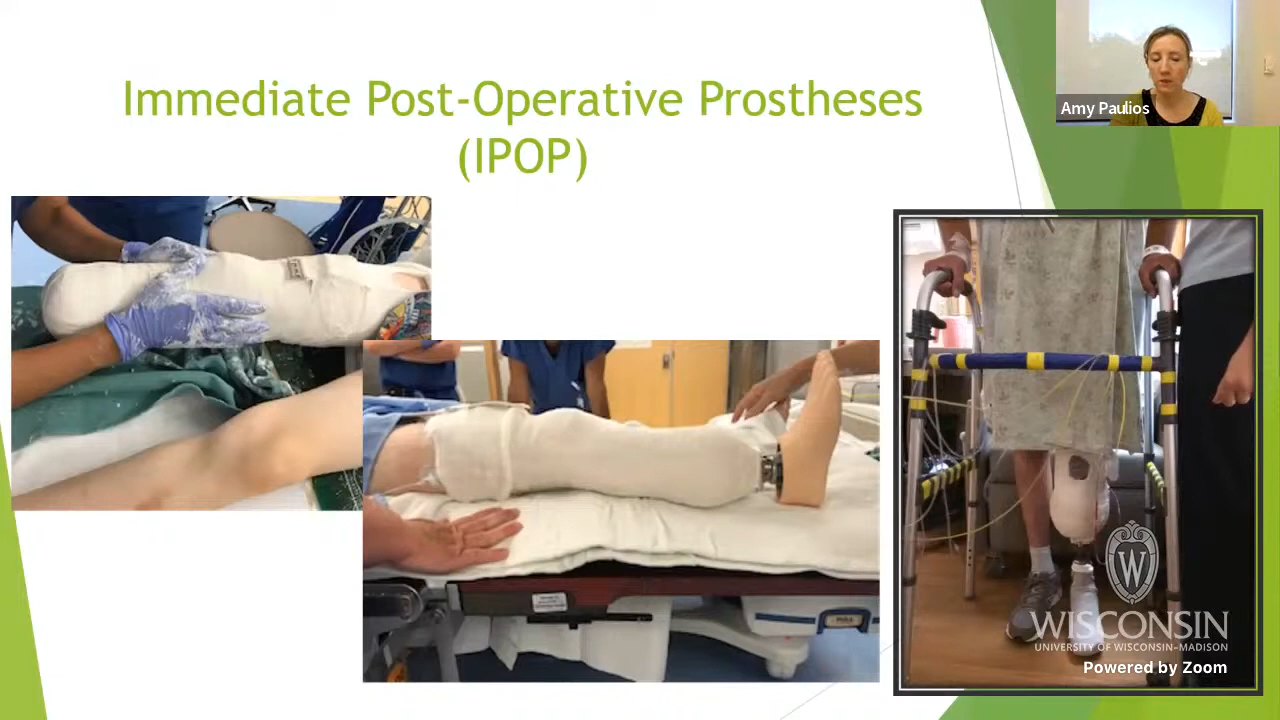 Immediate Post-Operative Prostheses
(IPOP)
Amy Paulios
W
WISCONSIN
UNIVERSITY OF WISCONSIN–MADISON
Powered by Zoom